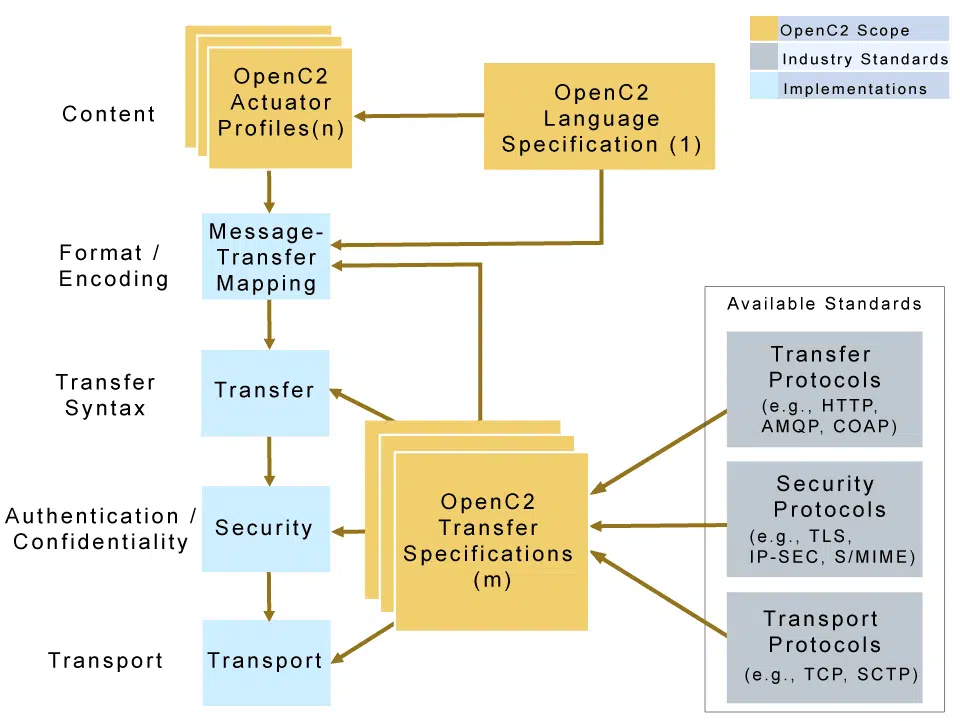 OpenC2 Scope
Industry Standards
Implementations
Content
OpenC2
Actuator
Profiles(n)
OpenC2
Language
Specification (1)
Format /
Encoding
Message-
Transfer
Mapping
Available Standards
Transfer
Syntax
Transfer
Transfer
Protocols
(e.g., HTTP,
AMQP, COAP)
Authentication /
Confidentiality
Security
OpenC2
Transfer
Specifications
(m)
Security
Protocols
(e.g., TLS,
IP-SEC, S/MIME)
Transport
Transport
Transport
Protocols
(e.g., TCP, SCTP)